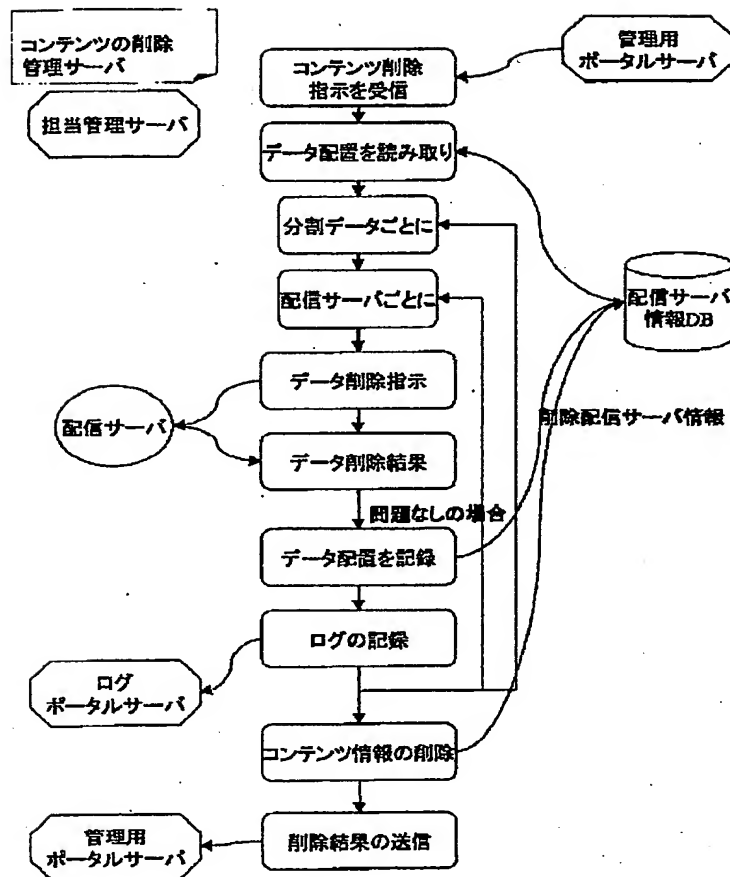 コンテンツの削除
管理サーバ
担当管理サーバ
管理用
ポータルサーバ
コンテンツ削除
指示を受信
データ配置を読み取り
分割データごとに
配信サーバごとに
配信サーバ
情報DB
データ削除指示
配信サーバ
削除配信サーバ情報
データ削除結果
問題なしの場合
データ配置を記録
ログの記録
ログ
ポータルサーバ
コンテンツ情報の削除
管理用
ポータルサーバ
削除結果の送信